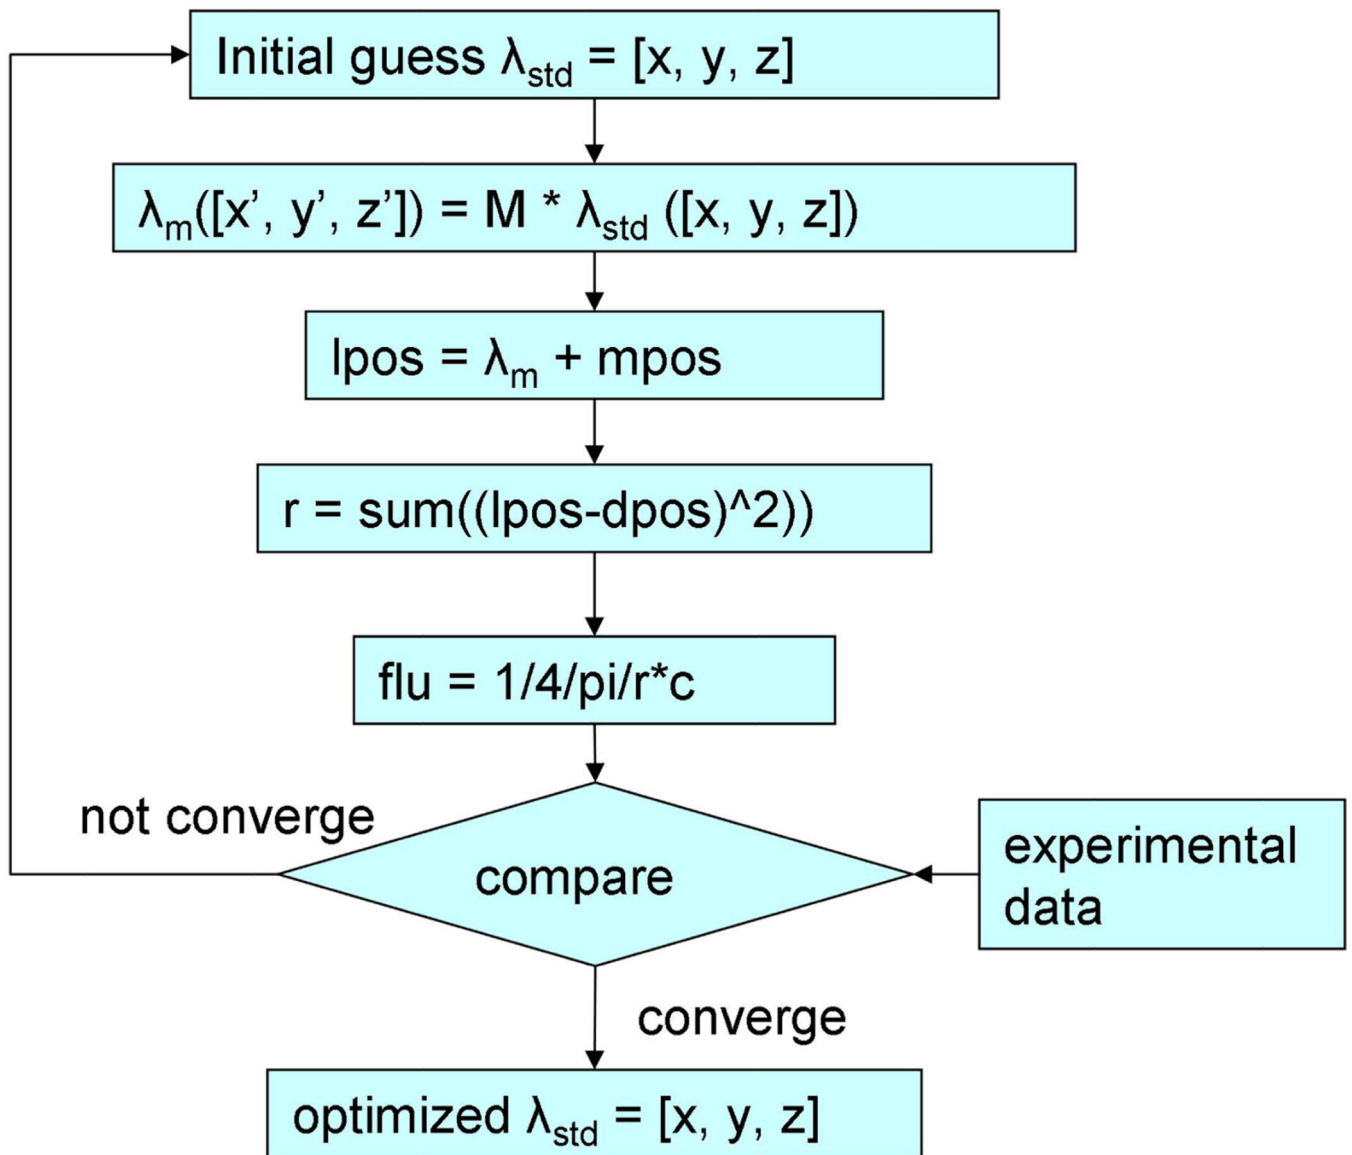 Initial guess λstd = [x, y, z]
λm([x’, y’, z’]) = M * λstd ([x, y, z])
lpos = λm + mpos
r = sum((lpos-dpos)^2))
flu = 1/4/pi/r*c
not converge
compare
experimental
data
converge
optimized λstd = [x, y, z]